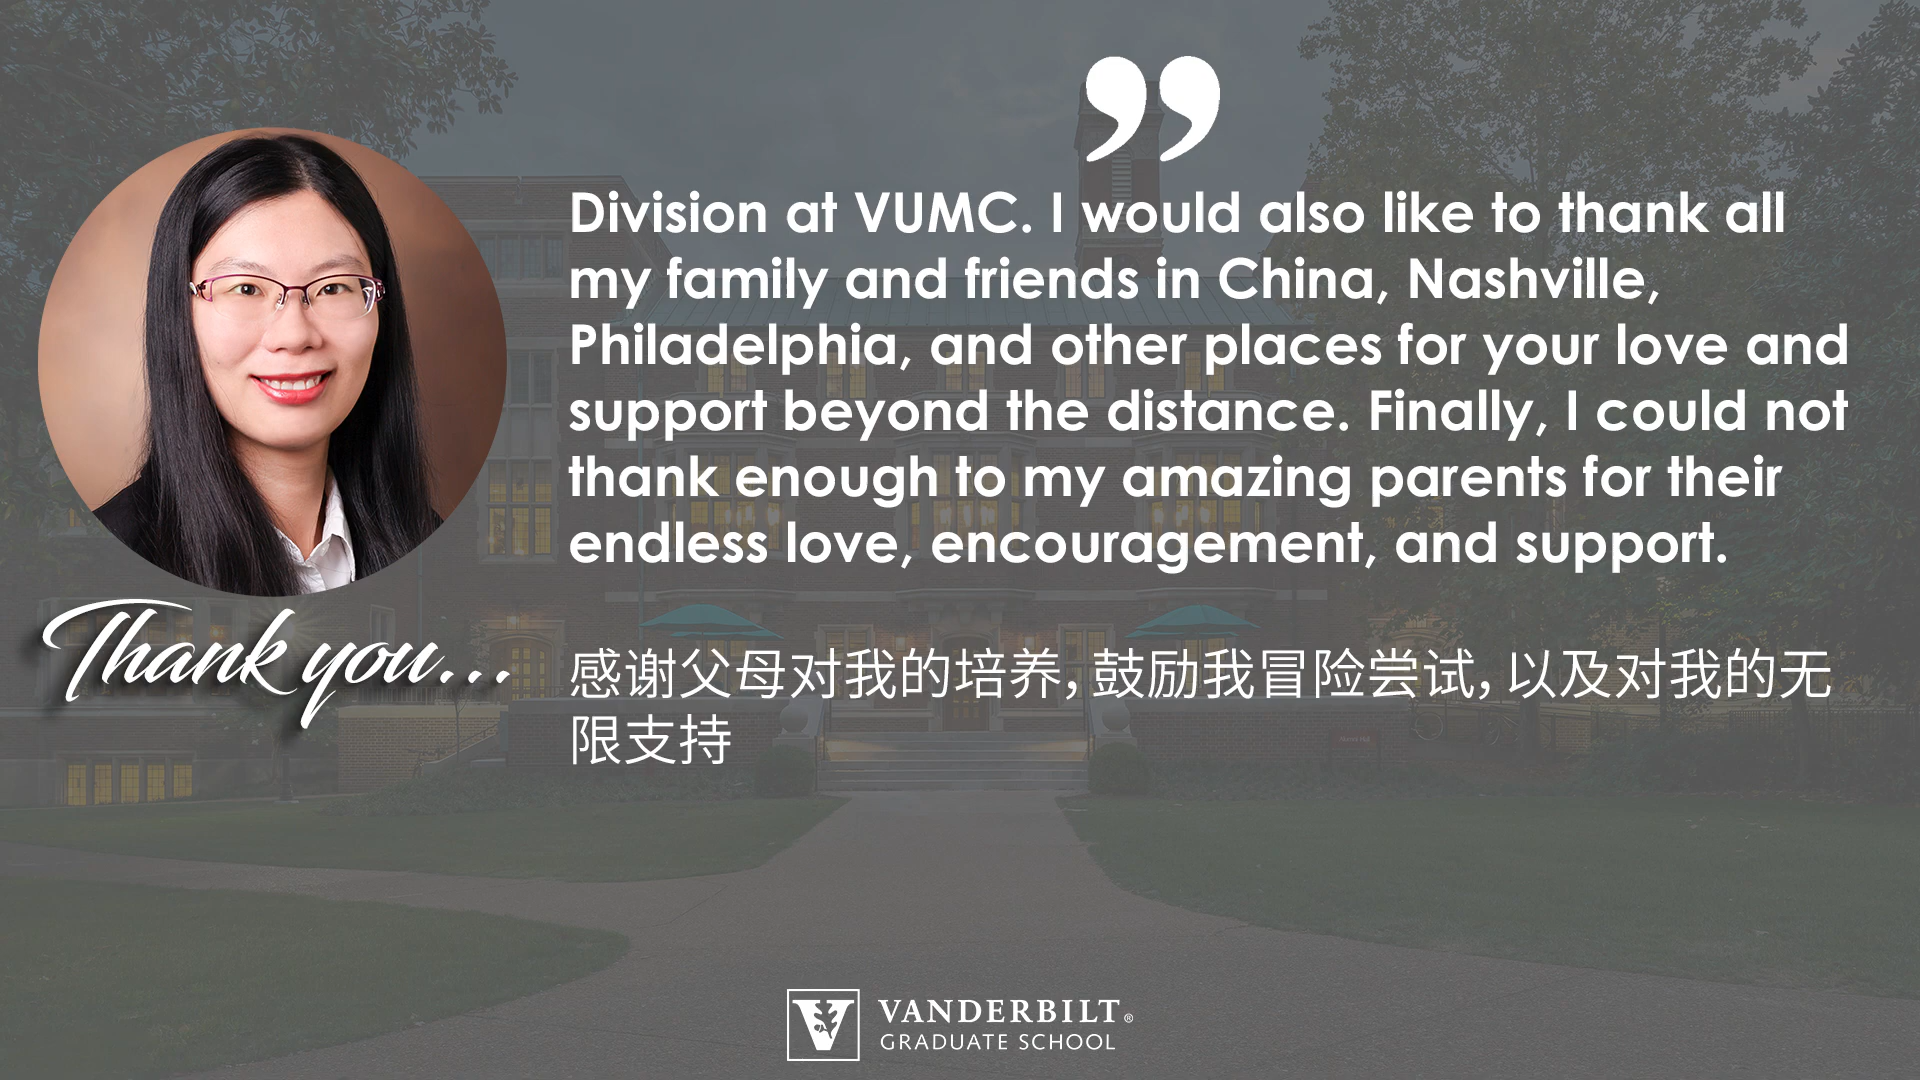 ”
Division at VUMC. I would also like to thank all
my family and friends in China, Nashville,
Philadelphia, and other places for your love and
support beyond the distance. Finally, I could not
thank enough to my amazing parents for their
endless love, encouragement, and support.
Thank you...
感谢父母对我的培养，鼓励我冒险尝试，以及对我的无
限支持
V
VANDERBILT®
GRADUATE SCHOOL